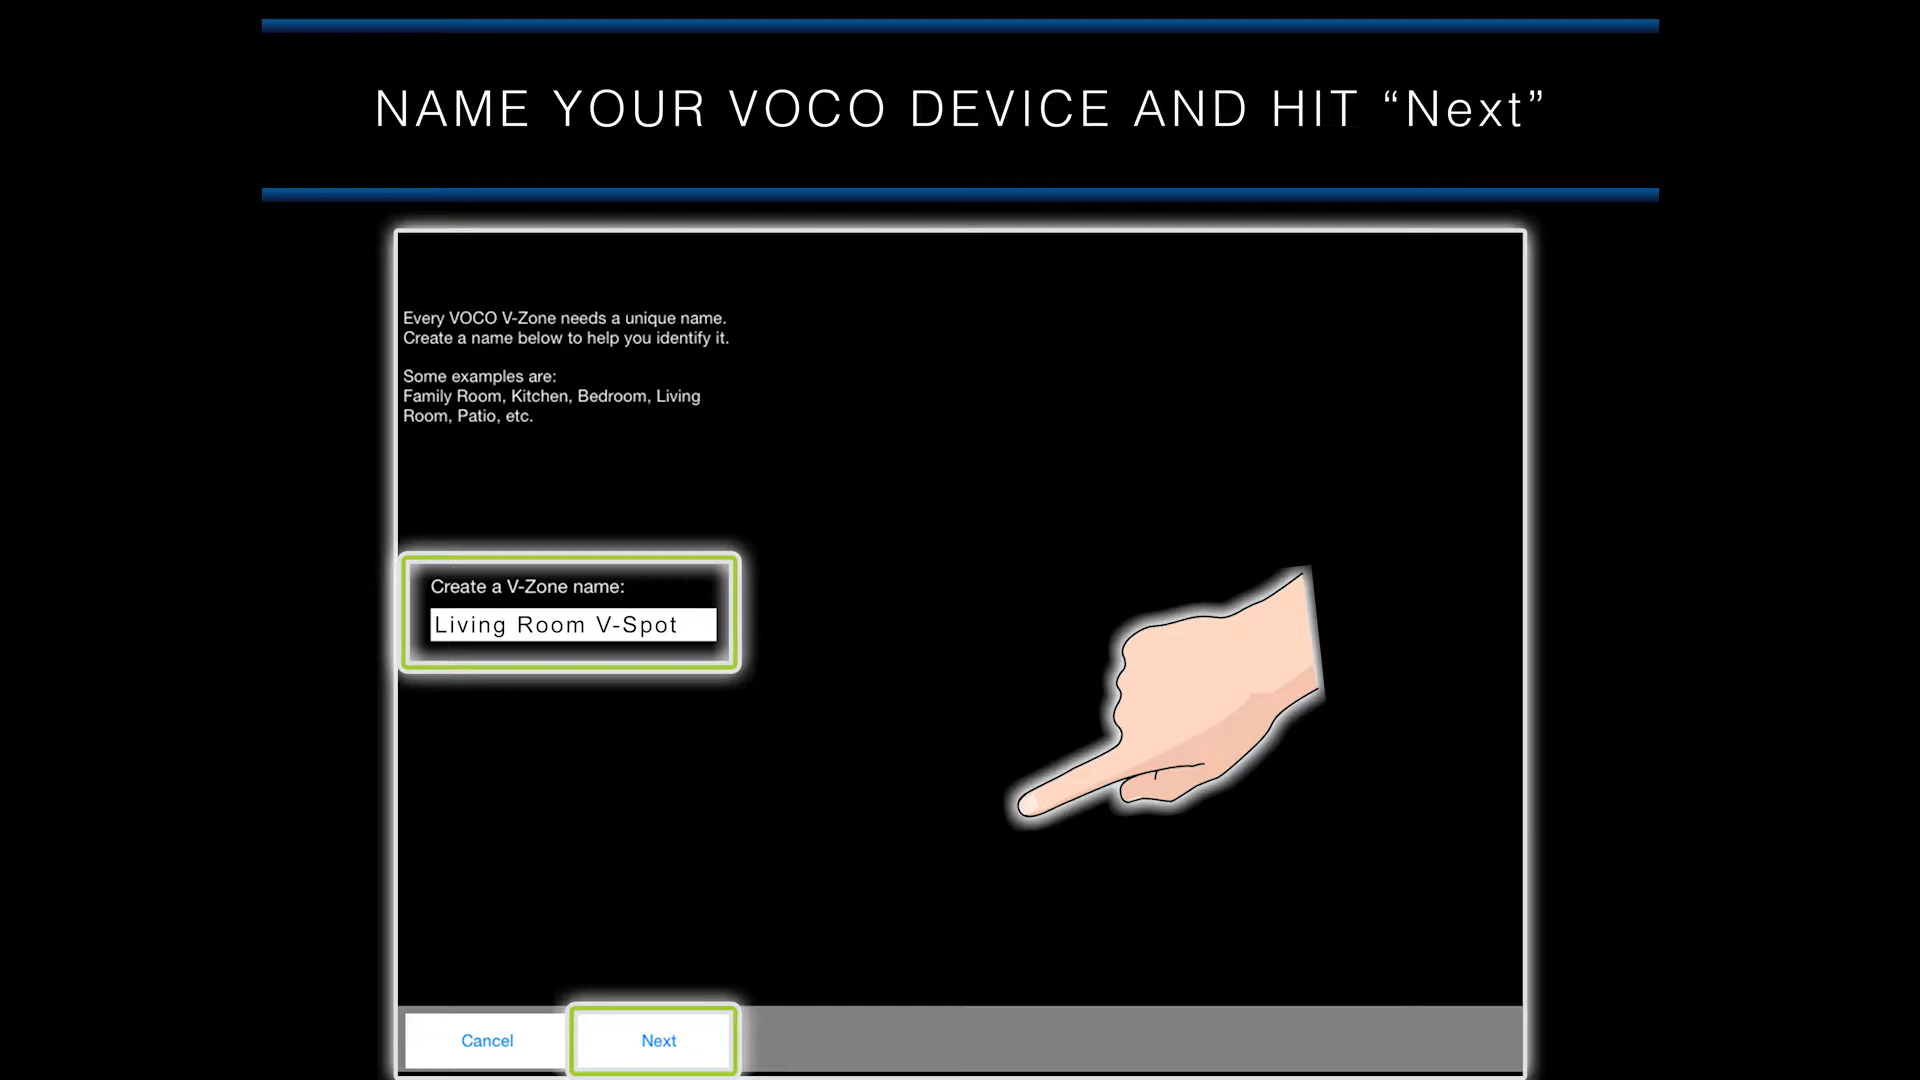 NAME YOUR VOCO DEVICE AND HIT “Next”
Every VOCO V-Zone needs a unique name.
Create a name below to help you identify it.
Some examples are:
Family Room, Kitchen, Bedroom, Living
Room, Patio, etc.
Create a V-Zone name:
Living Room V-Spot
Cancel
Next